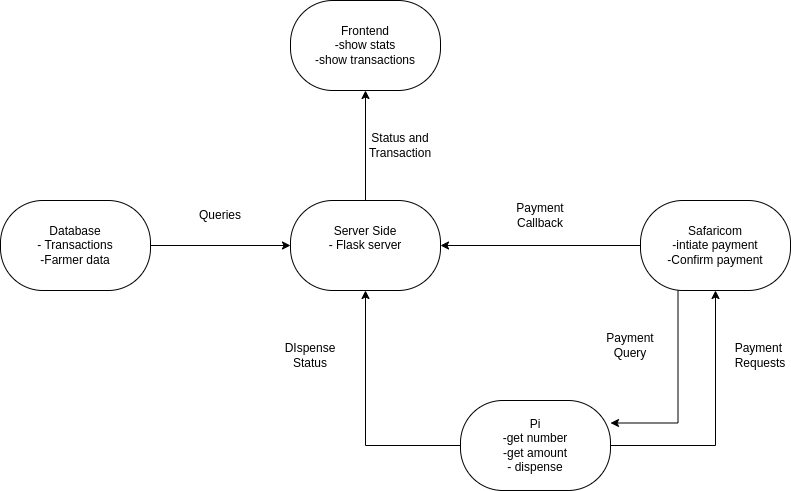 Frontend
-show stats
-show transactions
Status and
Transaction
Database
- Transactions
-Farmer data
Queries
Server Side
- Flask server
Payment
Callback
Safaricom
-intiate payment
-Confirm payment
DIspense
Status
Payment
Query
Payment
Requests
Pi
-get number
-get amount
- dispense